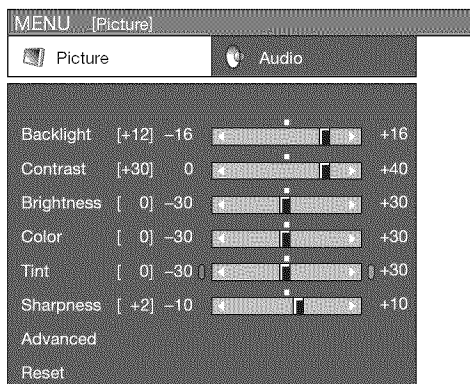 MENU [Picture]
Picture Audio
Backlight [+12] –16 +16
Contrast [+30] 0 +40
Brightness [ 0] –30 +30
Color [ 0] –30 +30
Tint [ 0] –30 +30
Sharpness [ +2] –10 +10
Advanced
Reset